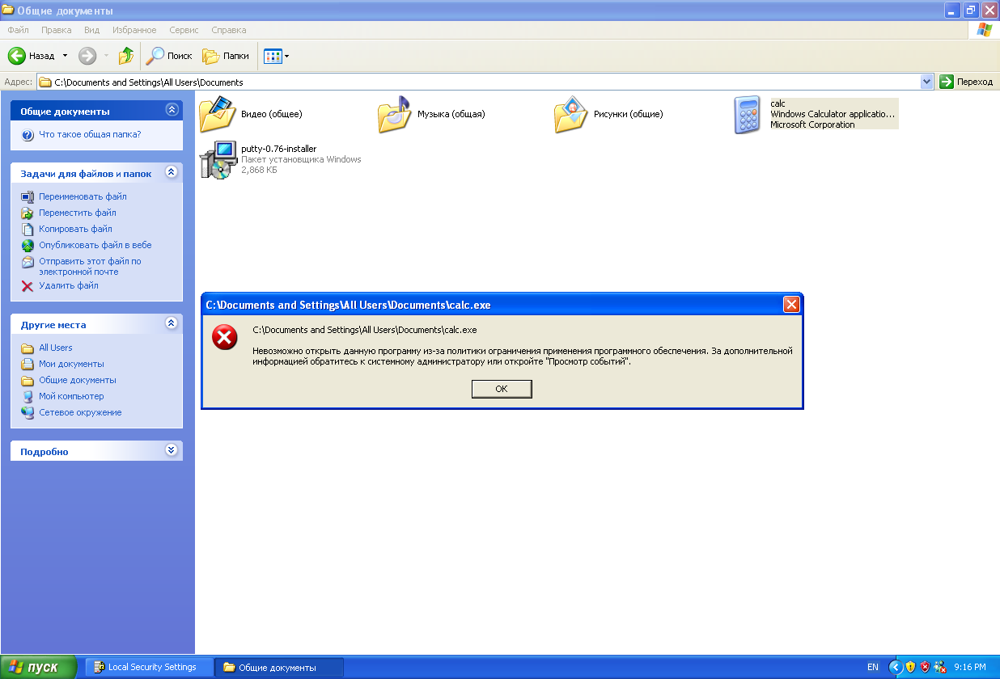 Общие документы
Файл Правка Вид Избранное Сервис Справка
Назад Поиск Папки
Адрес: C:\Documents and Settings\All Users\Documents Переход
Общие документы
Что такое общая папка?
Задачи для файлов и папок
Переименовать файл
Переместить файл
Копировать файл
Опубликовать файл в вебе
Отправить этот файл по
электронной почте
Удалить файл
Другие места
All Users
Мои документы
Общие документы
Мой компьютер
Сетевое окружение
Подробно
Видео (общее)
Музыка (общая)
Рисунки (общие)
calc
Windows Calculator applicatio...
Microsoft Corporation
putty-0.76-installer
Пакет установщика Windows
2,868 КБ
C:\Documents and Settings\All Users\Documents\calc.exe
C:\Documents and Settings\All Users\Documents\calc.exe
Невозможно открыть данную программу из-за политики ограничения применения программного обеспечения. За дополнительной
информацией обратитесь к системному администратору или откройте "Просмотр событий".
OK
пуск Local Security Settings Общие документы EN 9:16 PM